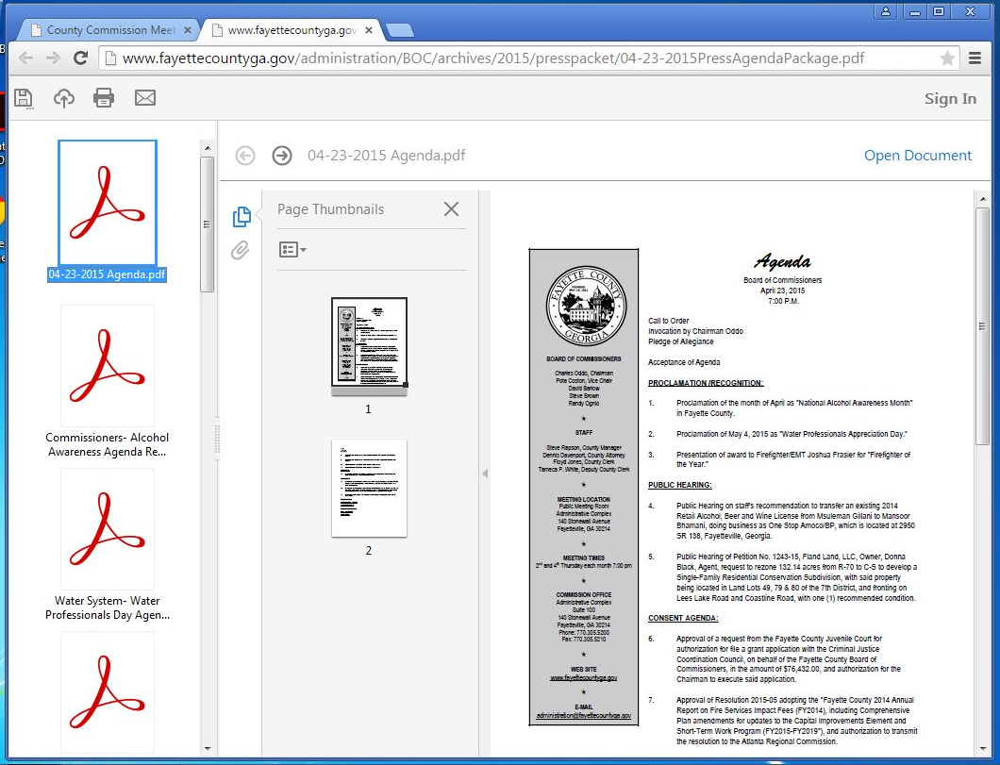 County Commission Meet
www.fayettecountyga.gov
www.fayettecountyga.gov/administration/BOC/archives/2015/presspacket/04-23-2015PressAgendaPackage.pdf
Sign In
04-23-2015 Agenda.pdf
Commissioners- Alcohol
Awareness Agenda Re...
Water System- Water
Professionals Day Agen...
04-23-2015 Agenda.pdf
Open Document
Page Thumbnails
1
2
FAYETTE COUNTY
GEORGIA
BOARD OF COMMISSIONERS
Charles Oddo, Chairman
Pota Coston, Vice Chair
David Barlow
Steve Brown
Randy Ognio
STAFF
Steve Rapson, County Manager
Dennis Davenport, County Attorney
Floyd Jones, County Clerk
Tameca P. White, Deputy County Clerk
MEETING LOCATION
Public Meeting Room
Administrative Complex
140 Stonewall Avenue
Fayetteville, GA 30214
MEETING TIMES
2nd and 4th Thursday each month 7:00 pm
COMMISSION OFFICE
Administrative Complex
Suite 100
140 Stonewall Avenue
Fayetteville, GA 30214
Phone: 770.305.5200
Fax: 770.305.5210
WEB SITE
www.fayettecountyga.gov
E-MAIL
administration@fayettecountyga.gov
Agenda
Board of Commissioners
April 23, 2015
7:00 P.M.
Call to Order
Invocation by Chairman Oddo
Pledge of Allegiance
Acceptance of Agenda
PROCLAMATION /RECOGNITION:
1. Proclamation of the month of April as "National Alcohol Awareness Month"
in Fayette County.
2. Proclamation of May 4, 2015 as "Water Professionals Appreciation Day."
3. Presentation of award to Firefighter/EMT Joshua Frasier for "Firefighter of
the Year."
PUBLIC HEARING:
4. Public Hearing on staff's recommendation to transfer an existing 2014
Retail Alcohol, Beer and Wine License from Msuleman Gillani to Mansoor
Bhamani, doing business as One Stop Amoco/BP, which is located at 2950
SR 138, Fayetteville, Georgia.
5. Public Hearing of Petition No. 1243-15, Fland Land, LLC, Owner, Donna
Black, Agent, request to rezone 132.14 acres from R-70 to C-S to develop a
Single-Family Residential Conservation Subdivision, with said property
being located in Land Lots 49, 79 & 80 of the 7th District, and fronting on
Lees Lake Road and Coastline Road, with one (1) recommended condition.
CONSENT AGENDA:
6. Approval of a request from the Fayette County Juvenile Court for
authorization for file a grant application with the Criminal Justice
Coordination Council, on behalf of the Fayette County Board of
Commissioners, in the amount of $76,432.00, and authorization for the
Chairman to execute said application.
7. Approval of Resolution 2015-05 adopting the "Fayette County 2014 Annual
Report on Fire Services Impact Fees (FY2014), including Comprehensive
Plan amendments for updates to the Capital Improvements Element and
Short-Term Work Program (FY2015-FY2019"), and authorization to transmit
the resolution to the Atlanta Regional Commission.